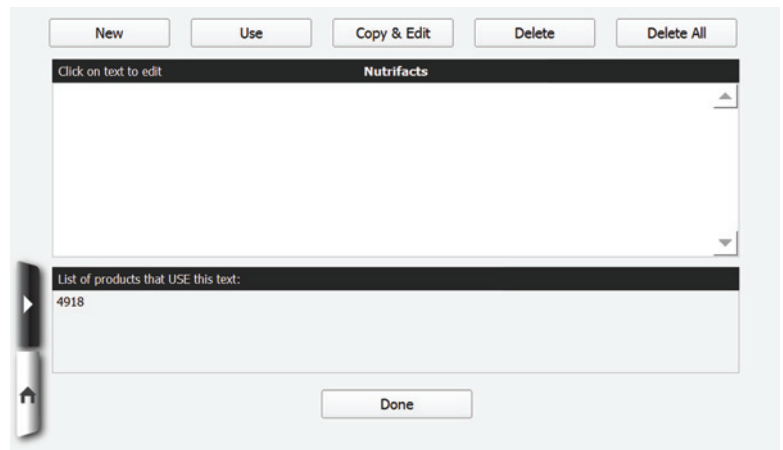 New Use Copy & Edit Delete Delete All
Click on text to edit Nutrifacts
List of products that USE this text:
4918
Done